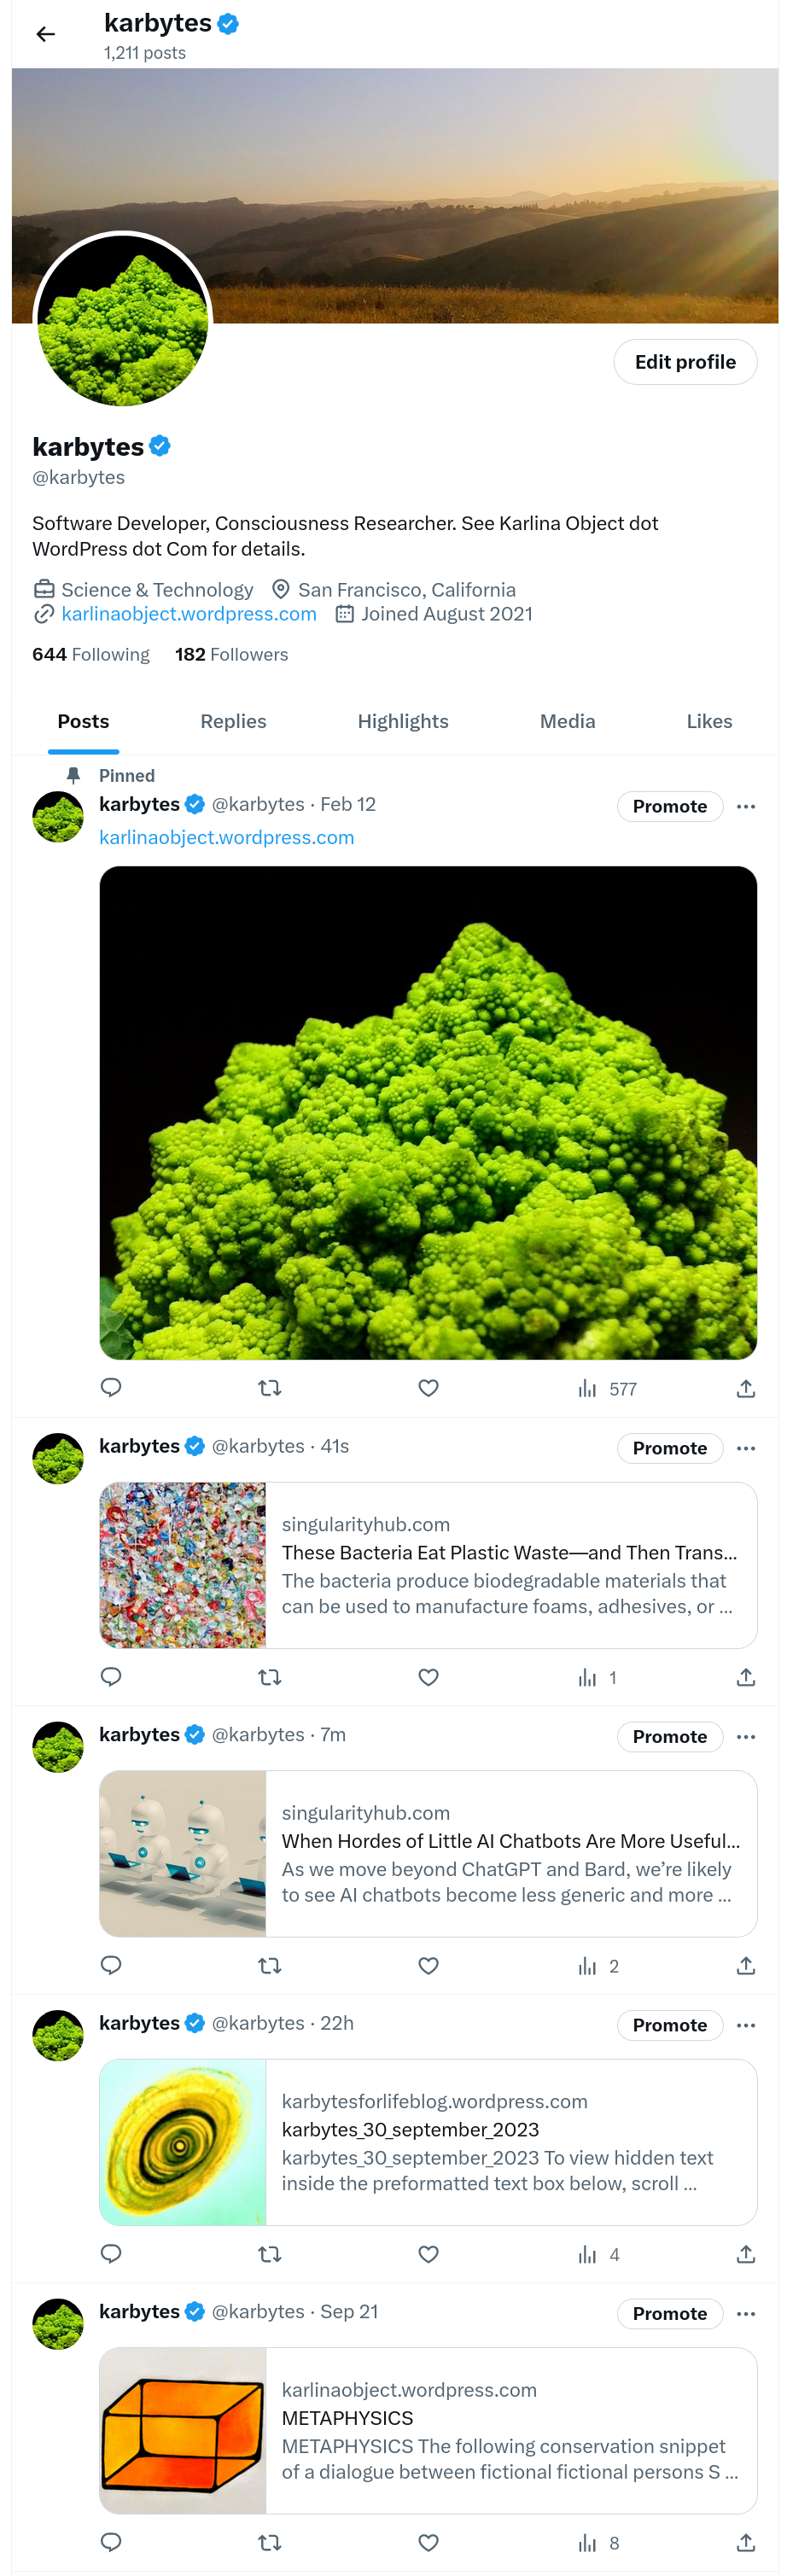 karbytes
1,211 posts
Edit profile
karbytes
@karbytes
Software Developer, Consciousness Researcher. See Karlina Object dot
WordPress dot Com for details.
Science & Technology San Francisco, California
karlinaobject.wordpress.com Joined August 2021
644 Following 182 Followers
Posts Replies Highlights Media Likes
Pinned
karbytes @karbytes · Feb 12 Promote
karlinaobject.wordpress.com
577
karbytes @karbytes · 41s Promote
singularityhub.com
These Bacteria Eat Plastic Waste—and Then Trans...
The bacteria produce biodegradable materials that
can be used to manufacture foams, adhesives, or ...
1
karbytes @karbytes · 7m Promote
singularityhub.com
When Hordes of Little AI Chatbots Are More Useful...
As we move beyond ChatGPT and Bard, we’re likely
to see AI chatbots become less generic and more ...
2
karbytes @karbytes · 22h Promote
karbytesforlifeblog.wordpress.com
karbytes_30_september_2023
karbytes_30_september_2023 To view hidden text
inside the preformatted text box below, scroll ...
4
karbytes @karbytes · Sep 21 Promote
karlinaobject.wordpress.com
METAPHYSICS
METAPHYSICS The following conservation snippet
of a dialogue between fictional fictional persons S ...
8